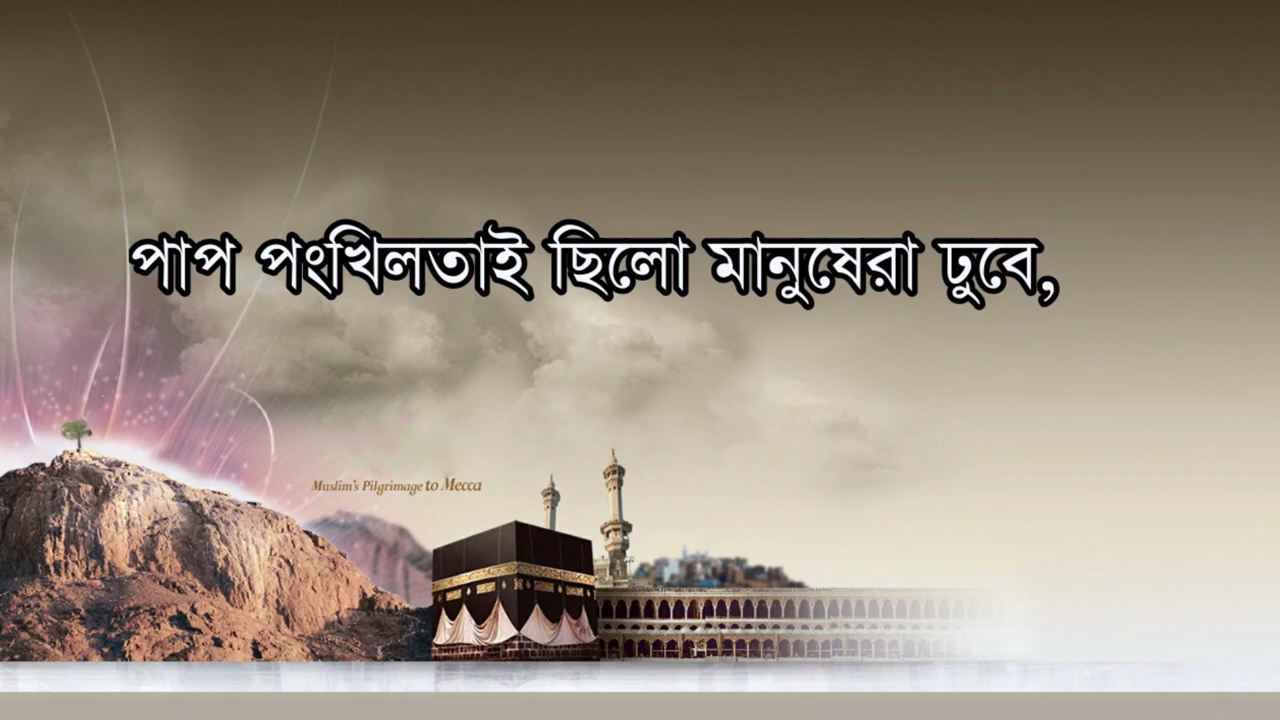 পাপ পংখিলতাই ছিলো মানুষেরা ঢুবে,
Muslim's Pilgrimage to Mecca